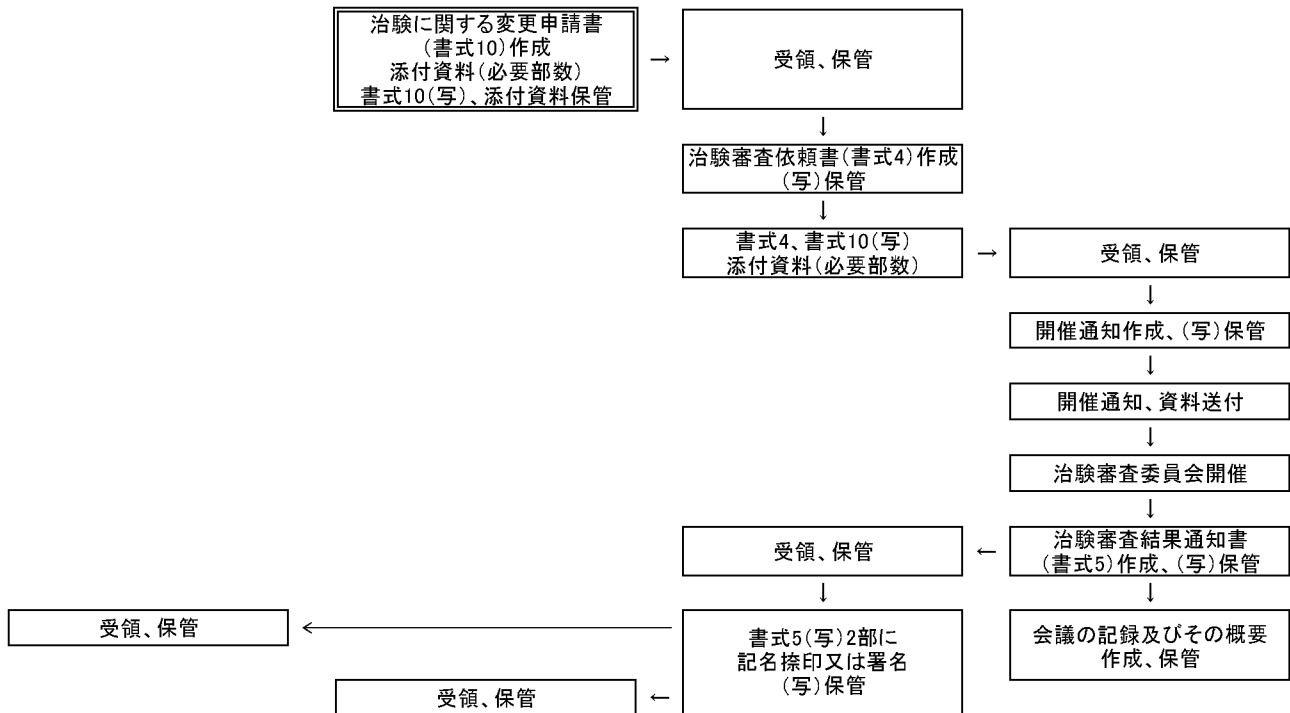 治験に関する変更申請書
(書式10)作成
添付資料(必要部数)
書式10(写)、添付資料保管
→
受領、保管
↓
治験審査依頼書(書式4)作成
(写)保管
↓
書式4、書式10(写)
添付資料(必要部数)
→
受領、保管
↓
開催通知作成、(写)保管
↓
開催通知、資料送付
↓
治験審査委員会開催
↓
受領、保管
←
治験審査結果通知書
(書式5)作成、(写)保管
↓
↓
受領、保管
書式5(写)2部に
記名捺印又は署名
(写)保管
会議の記録及びその概要
作成、保管
受領、保管
←